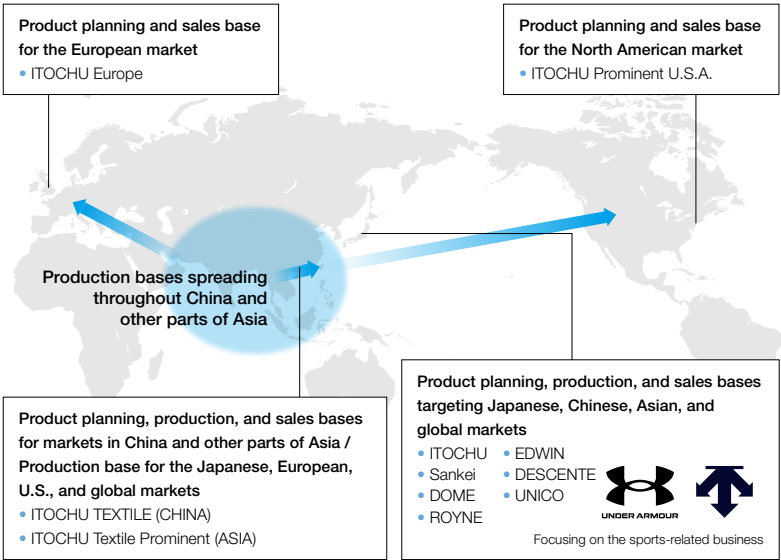 Product planning and sales base
for the European market
• ITOCHU Europe
Product planning and sales base
for the North American market
• ITOCHU Prominent U.S.A.
Production bases spreading
throughout China and
other parts of Asia
Product planning, production, and sales bases
for markets in China and other parts of Asia /
Production base for the Japanese, European,
U.S., and global markets
• ITOCHU TEXTILE (CHINA)
• ITOCHU Textile Prominent (ASIA)
Product planning, production, and sales bases
targeting Japanese, Chinese, Asian, and
global markets
• ITOCHU • EDWIN
• Sankei • DESCENTE
• DOME • UNICO
• ROYNE
UNDER ARMOUR
Focusing on the sports-related business